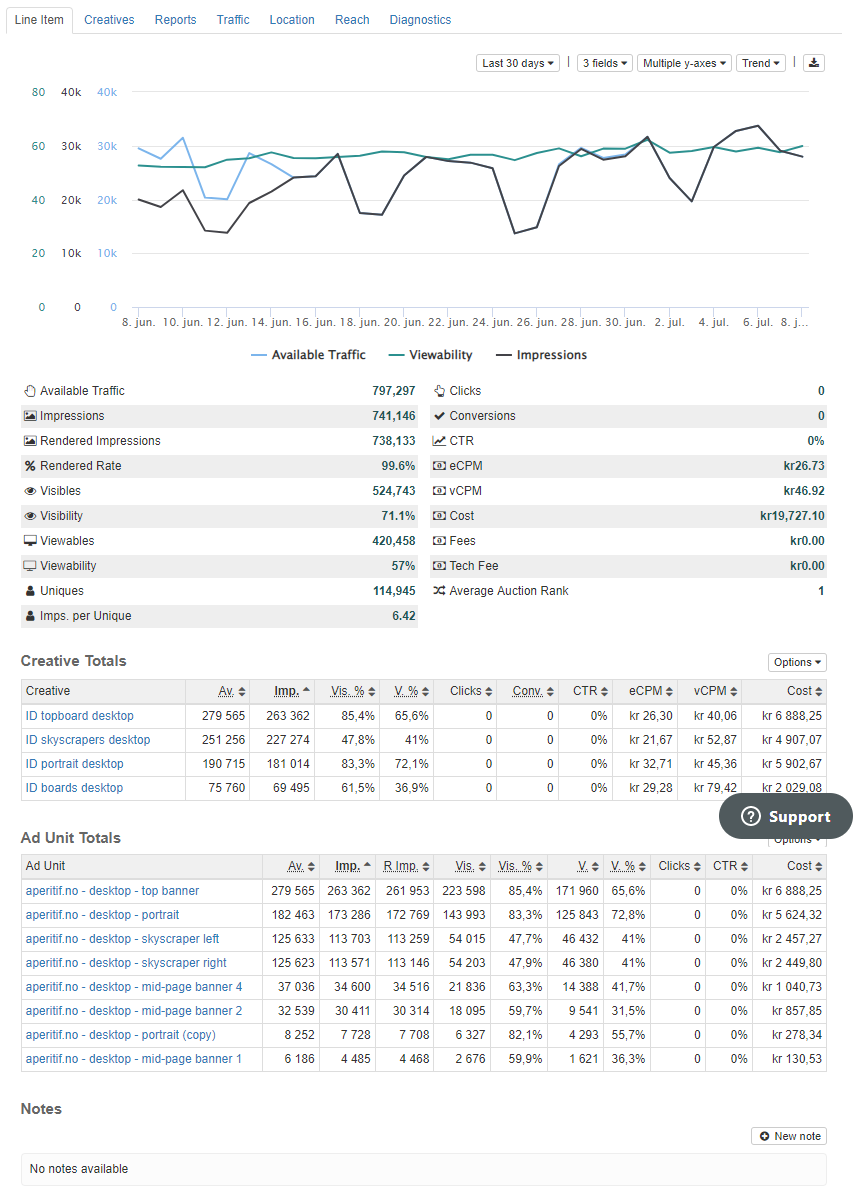 Line Item Creatives Reports Traffic Location Reach Diagnostics
Last 30 days | 3 fields Multiple y-axes Trend |
80 40k 40k
60 30k 30k
40 20k 20k
20 10k 10k
0 0 0
8. jun. 10. jun. 12. jun. 14. jun. 16. jun. 18. jun. 20. jun. 22. jun. 24. jun. 26. jun. 28. jun. 30. jun. 2. jul. 4. jul. 6. jul. 8. j...
Available Traffic Viewability Impressions
Available Traffic 797,297 Clicks 0
Impressions 741,146 Conversions 0
Rendered Impressions 738,133 CTR 0%
% Rendered Rate 99.6% eCPM kr26.73
Visibles 524,743 vCPM kr46.92
Visibility 71.1% Cost kr19,727.10
Viewables 420,458 Fees kr0.00
Viewability 57% Tech Fee kr0.00
Uniques 114,945 Average Auction Rank 1
Imps. per Unique 6.42
Creative Totals Options
Creative Av. Imp. Vis. % V. % Clicks Conv. CTR eCPM vCPM Cost
ID topboard desktop 279 565 263 362 85,4% 65,6% 0 0 0% kr 26,30 kr 40,06 kr 6 888,25
ID skyscrapers desktop 251 256 227 274 47,8% 41% 0 0 0% kr 21,67 kr 52,87 kr 4 907,07
ID portrait desktop 190 715 181 014 83,3% 72,1% 0 0 0% kr 32,71 kr 45,36 kr 5 902,67
ID boards desktop 75 760 69 495 61,5% 36,9% 0 0 0% kr 29,28 kr 79,42 kr 2 029,08
Support
Ad Unit Totals Options
Ad Unit Av. Imp. R Imp. Vis. Vis. % V. V. % Clicks CTR Cost
aperitif.no - desktop - top banner 279 565 263 362 261 953 223 598 85,4% 171 960 65,6% 0 0% kr 6 888,25
aperitif.no - desktop - portrait 182 463 173 286 172 769 143 993 83,3% 125 843 72,8% 0 0% kr 5 624,32
aperitif.no - desktop - skyscraper left 125 633 113 703 113 259 54 015 47,7% 46 432 41% 0 0% kr 2 457,27
aperitif.no - desktop - skyscraper right 125 623 113 571 113 146 54 203 47,9% 46 380 41% 0 0% kr 2 449,80
aperitif.no - desktop - mid-page banner 4 37 036 34 600 34 516 21 836 63,3% 14 388 41,7% 0 0% kr 1 040,73
aperitif.no - desktop - mid-page banner 2 32 539 30 411 30 314 18 095 59,7% 9 541 31,5% 0 0% kr 857,85
aperitif.no - desktop - portrait (copy) 8 252 7 728 7 708 6 327 82,1% 4 293 55,7% 0 0% kr 278,34
aperitif.no - desktop - mid-page banner 1 6 186 4 485 4 468 2 676 59,9% 1 621 36,3% 0 0% kr 130,53
Notes
New note
No notes available